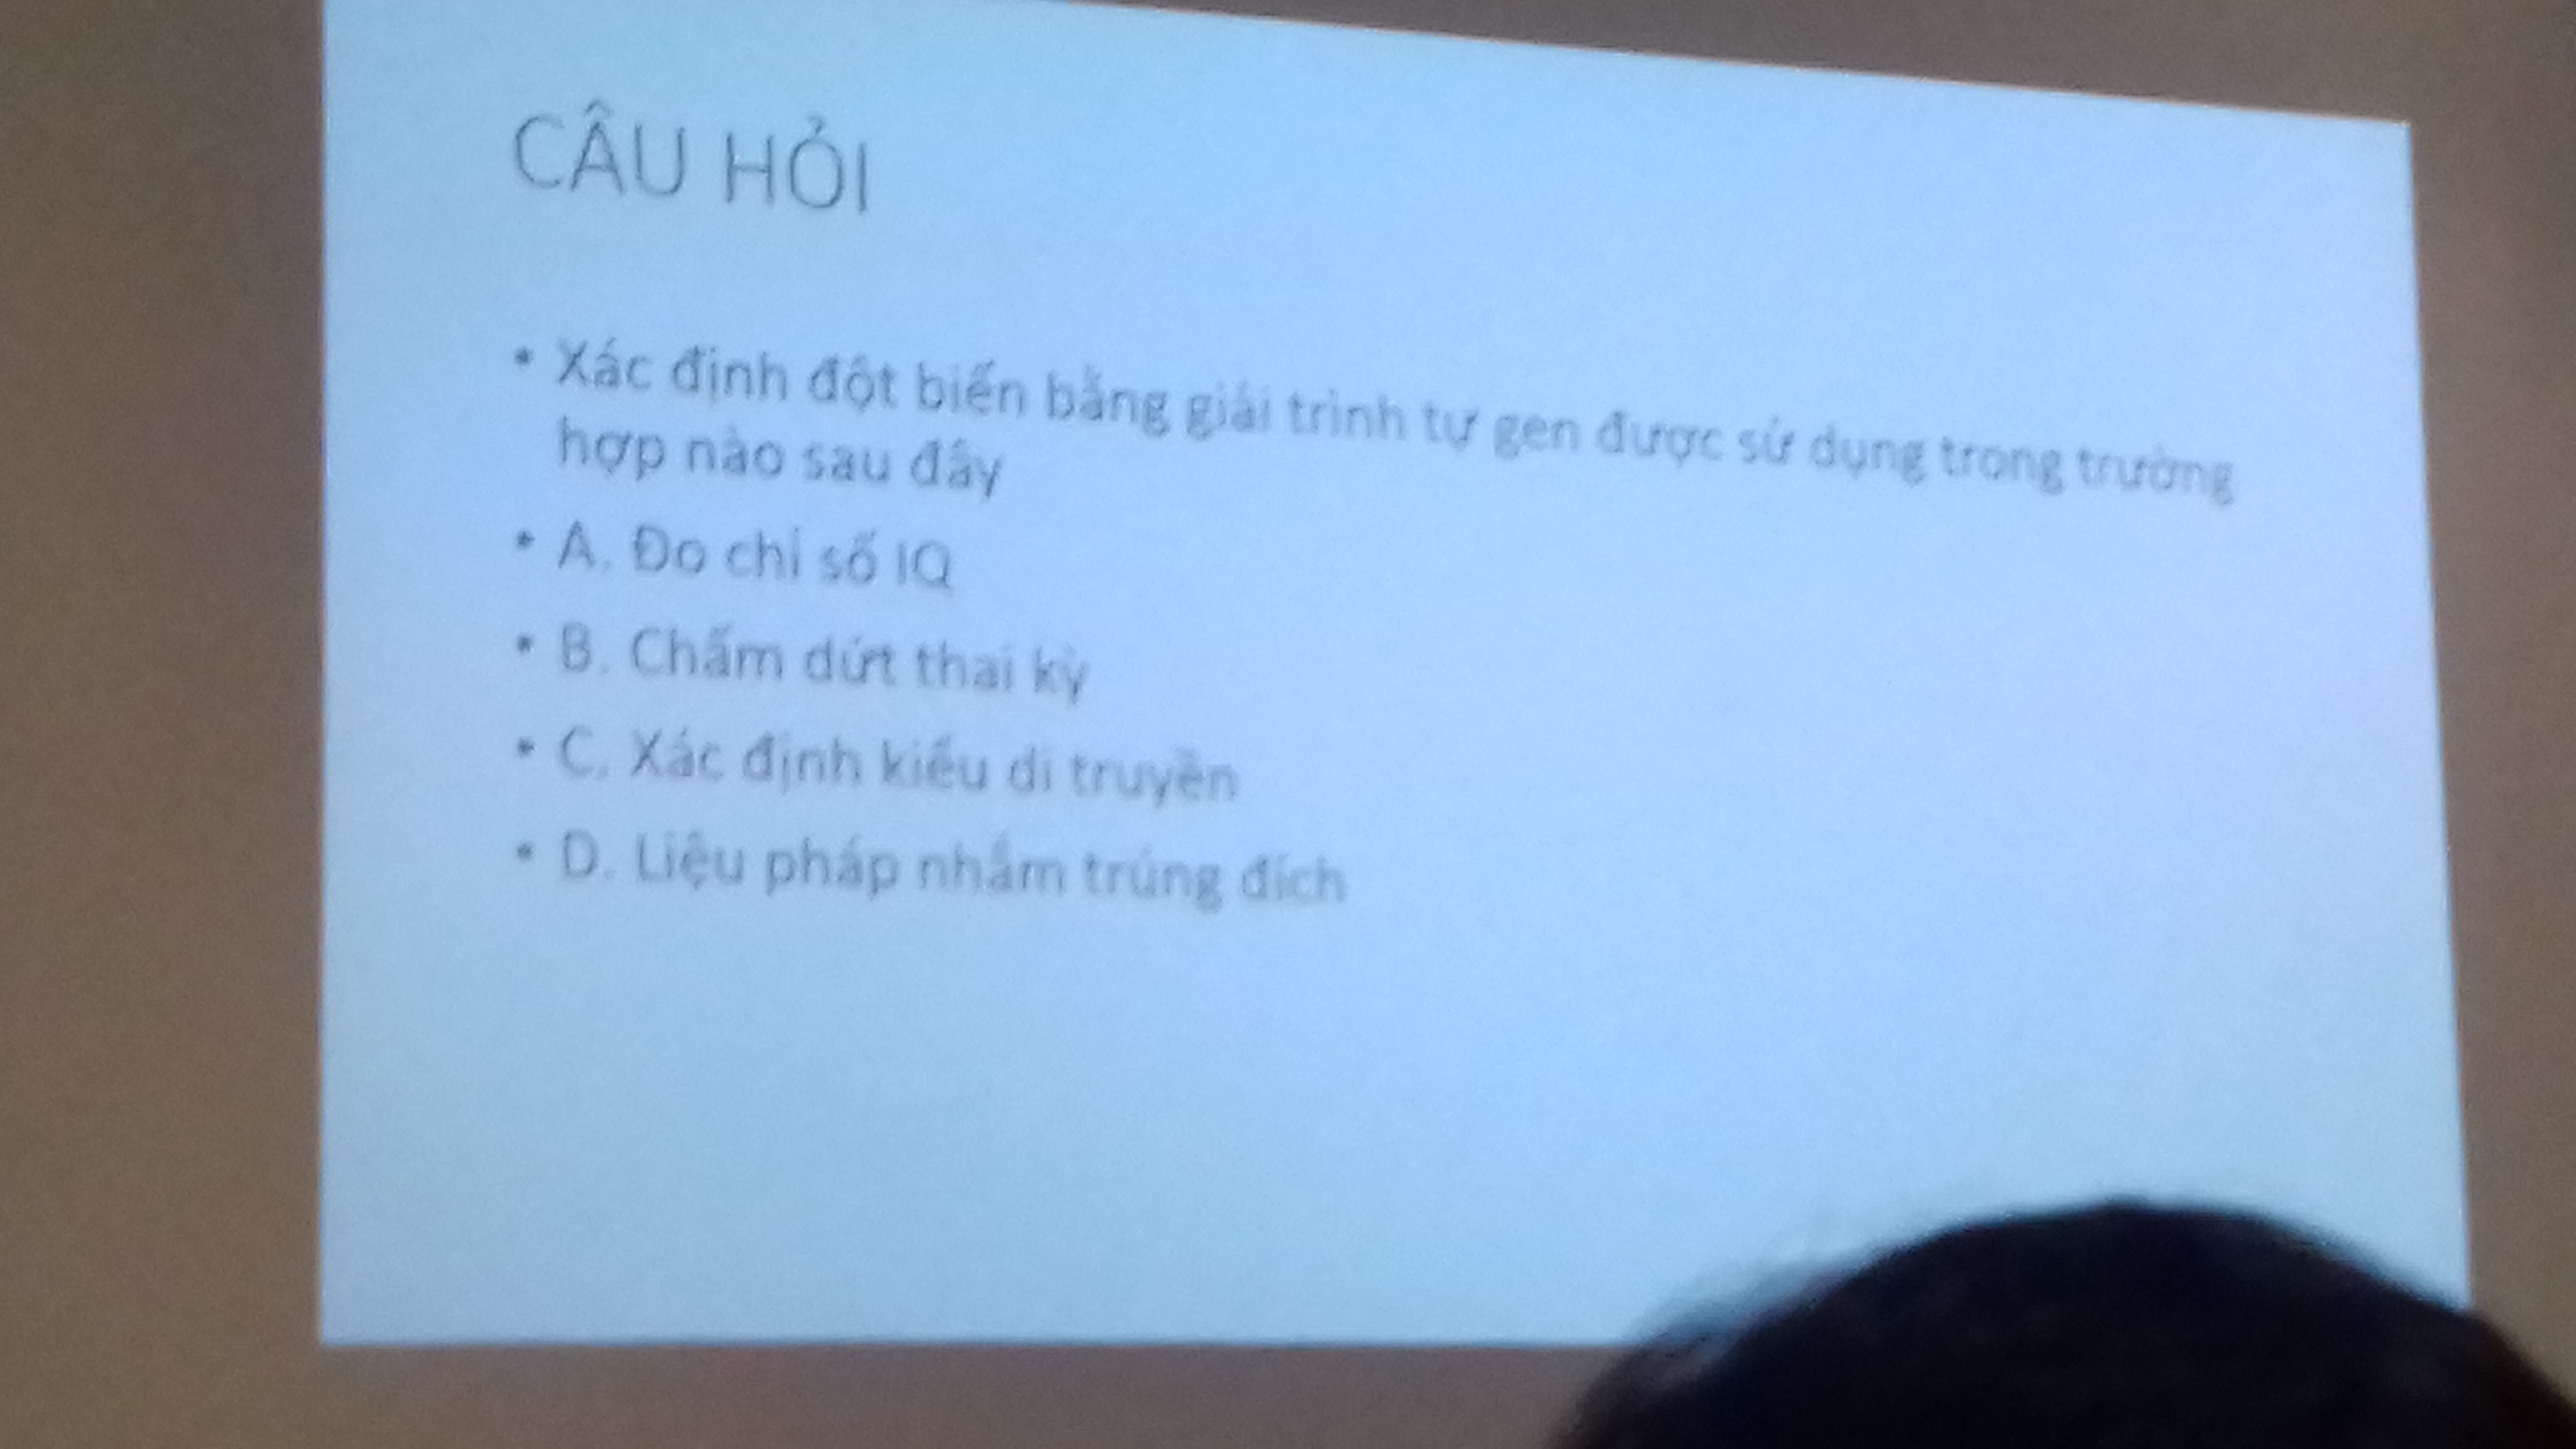 CÂU HỎI
• Xác định đột biến bằng giải trình tự gen được sử dụng trong trường
hợp nào sau đây
• A. Đo chỉ số IQ
• B. Chấm dứt thai kỳ
• C. Xác định kiểu di truyền
• D. Liệu pháp nhắm trúng đích